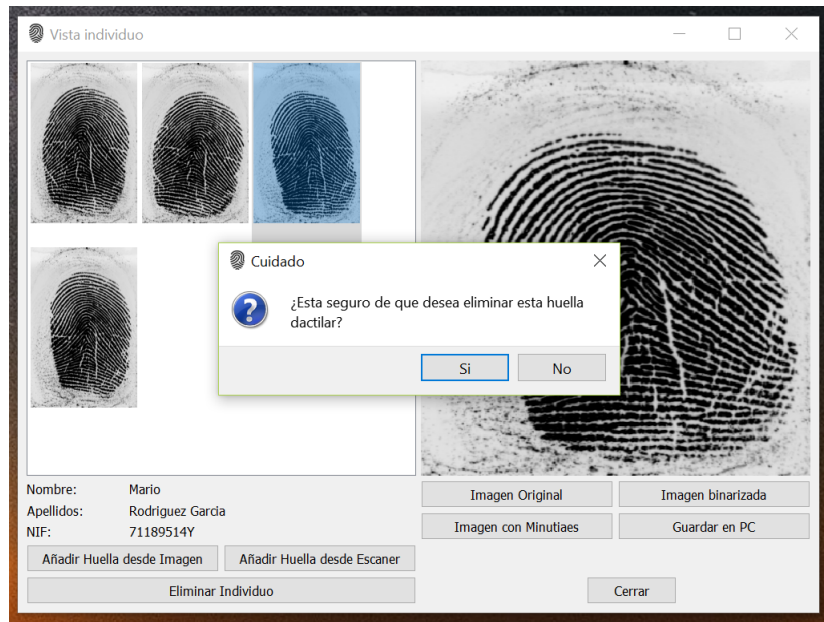 Vista individuo
Cuidado
¿Esta seguro de que desea eliminar esta huella
dactilar?
Si
No
Nombre: Mario
Apellidos: Rodriguez Garcia
NIF: 71189514Y
Imagen Original
Imagen binarizada
Imagen con Minutiaes
Guardar en PC
Añadir Huella desde Imagen
Añadir Huella desde Escaner
Eliminar Individuo
Cerrar